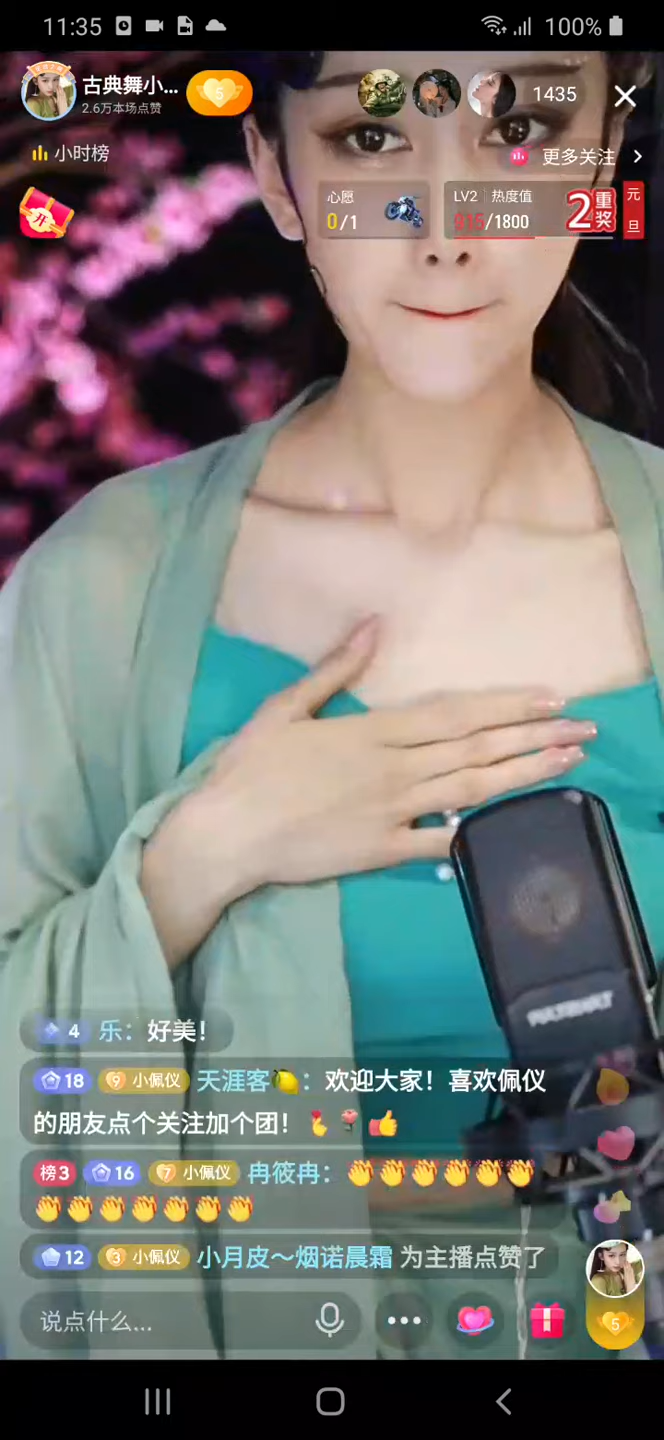 11:35
100%
古典舞小...
2.6万本场点赞
5
1435
小时榜
更多关注
开
心愿
0/1
LV2 热度值
915/1800
2重奖
元旦
4 乐：好美！
18 9 小佩仪 天涯客🍋：欢迎大家！喜欢佩仪
的朋友点个关注加个团！🫰🌹👍
榜3 16 7 小佩仪 冉筱冉：👏👏👏👏👏👏
👏👏👏👏👏👏👏
12 3 小佩仪 小月皮～烟诺晨霜 为主播点赞了
说点什么...
5